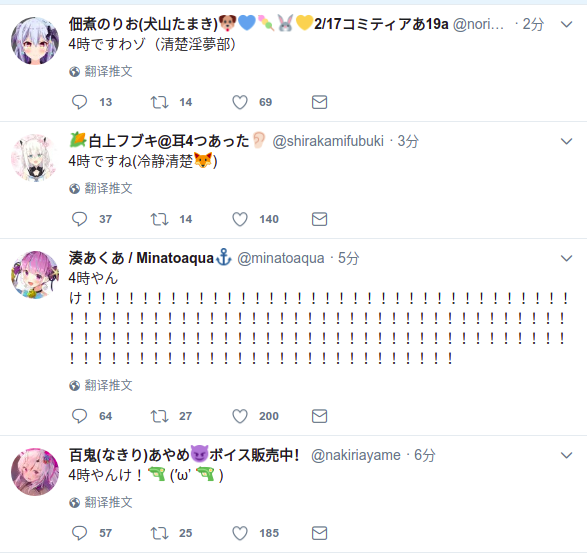 佃煮のりお(犬山たまき)🐶💙🍡🐰💛2/17コミティアあ19a @nori… · 2分
4時ですわゾ（清楚淫夢部）
翻译推文
13 14 69
🌽白上フブキ@耳4つあった👂🏻 @shirakamifubuki · 3分
4時ですね(冷静清楚🦊)
翻译推文
37 14 140
湊あくあ / Minatoaqua⚓ @minatoaqua · 5分
4時やん
け！！！！！！！！！！！！！！！！！！！！！！！！！！！！！！！！！！！
！！！！！！！！！！！！！！！！！！！！！！！！！！！！！！！！！！！！
！！！！！！！！！！！！！！！！！！！！！！！！！！！！！！！！！！！！
！！！！！！！！！！！！！！！！！！！！！！！！！！！！
翻译推文
64 27 200
百鬼(なきり)あやめ😈ボイス販売中！ @nakiriayame · 6分
4時やんけ！🔫 ('ω' 🔫 )
翻译推文
57 25 185